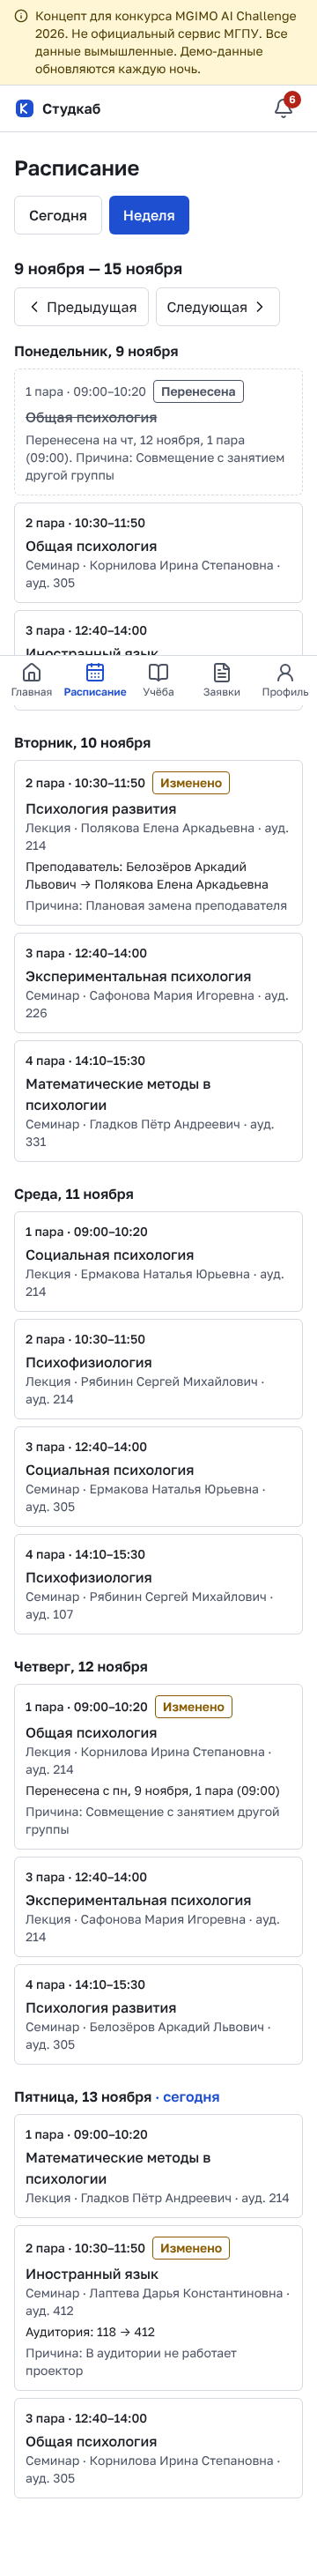 Концепт для конкурса MGIMO AI Challenge
2026. Не официальный сервис МГПУ. Все
данные вымышленные. Демо-данные
обновляются каждую ночь.
Студкаб
6
Расписание
Сегодня
Неделя
9 ноября — 15 ноября
Предыдущая
Следующая
Понедельник, 9 ноября
1 пара · 09:00–10:20 Перенесена
Общая психология
Перенесена на чт, 12 ноября, 1 пара
(09:00). Причина: Совмещение с занятием
другой группы
2 пара · 10:30–11:50
Общая психология
Семинар · Корнилова Ирина Степановна ·
ауд. 305
3 пара · 12:40–14:00
Иностранный язык
Главная
Расписание
Учёба
Заявки
Профиль
Вторник, 10 ноября
2 пара · 10:30–11:50 Изменено
Психология развития
Лекция · Полякова Елена Аркадьевна · ауд.
214
Преподаватель: Белозёров Аркадий
Львович → Полякова Елена Аркадьевна
Причина: Плановая замена преподавателя
3 пара · 12:40–14:00
Экспериментальная психология
Семинар · Сафонова Мария Игоревна · ауд.
226
4 пара · 14:10–15:30
Математические методы в
психологии
Семинар · Гладков Пётр Андреевич · ауд.
331
Среда, 11 ноября
1 пара · 09:00–10:20
Социальная психология
Лекция · Ермакова Наталья Юрьевна · ауд.
214
2 пара · 10:30–11:50
Психофизиология
Лекция · Рябинин Сергей Михайлович ·
ауд. 214
3 пара · 12:40–14:00
Социальная психология
Семинар · Ермакова Наталья Юрьевна ·
ауд. 305
4 пара · 14:10–15:30
Психофизиология
Семинар · Рябинин Сергей Михайлович ·
ауд. 107
Четверг, 12 ноября
1 пара · 09:00–10:20 Изменено
Общая психология
Лекция · Корнилова Ирина Степановна ·
ауд. 214
Перенесена с пн, 9 ноября, 1 пара (09:00)
Причина: Совмещение с занятием другой
группы
3 пара · 12:40–14:00
Экспериментальная психология
Лекция · Сафонова Мария Игоревна · ауд.
214
4 пара · 14:10–15:30
Психология развития
Семинар · Белозёров Аркадий Львович ·
ауд. 305
Пятница, 13 ноября · сегодня
1 пара · 09:00–10:20
Математические методы в
психологии
Лекция · Гладков Пётр Андреевич · ауд. 214
2 пара · 10:30–11:50 Изменено
Иностранный язык
Семинар · Лаптева Дарья Константиновна ·
ауд. 412
Аудитория: 118 → 412
Причина: В аудитории не работает
проектор
3 пара · 12:40–14:00
Общая психология
Семинар · Корнилова Ирина Степановна ·
ауд. 305